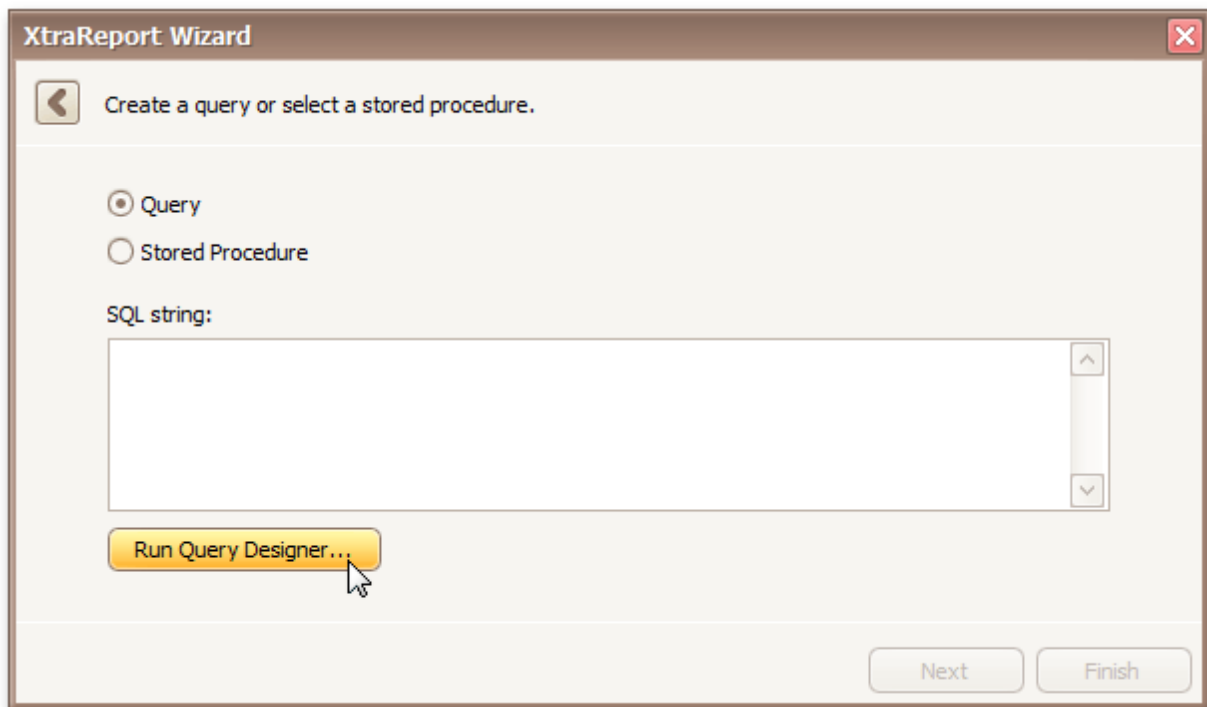 XtraReport Wizard
Create a query or select a stored procedure.
Query
Stored Procedure
SQL string:
Run Query Designer...
Next Finish